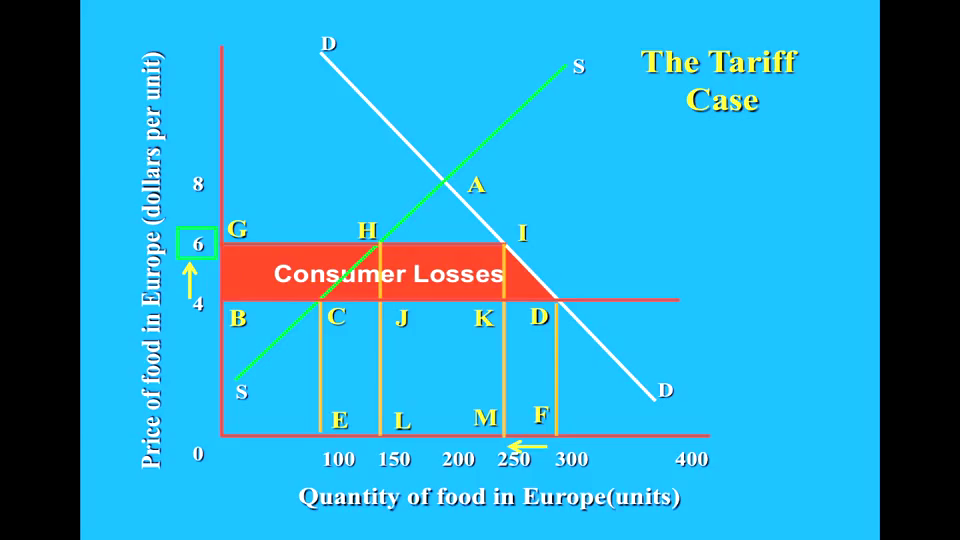 The Tariff
Case
Price of food in Europe (dollars per unit)
D
S
8
A
G
H
I
6
Consumer Losses
4
B
C
J
K
D
S
D
E
L
M
F
0
100
150
200
250
300
400
Quantity of food in Europe(units)